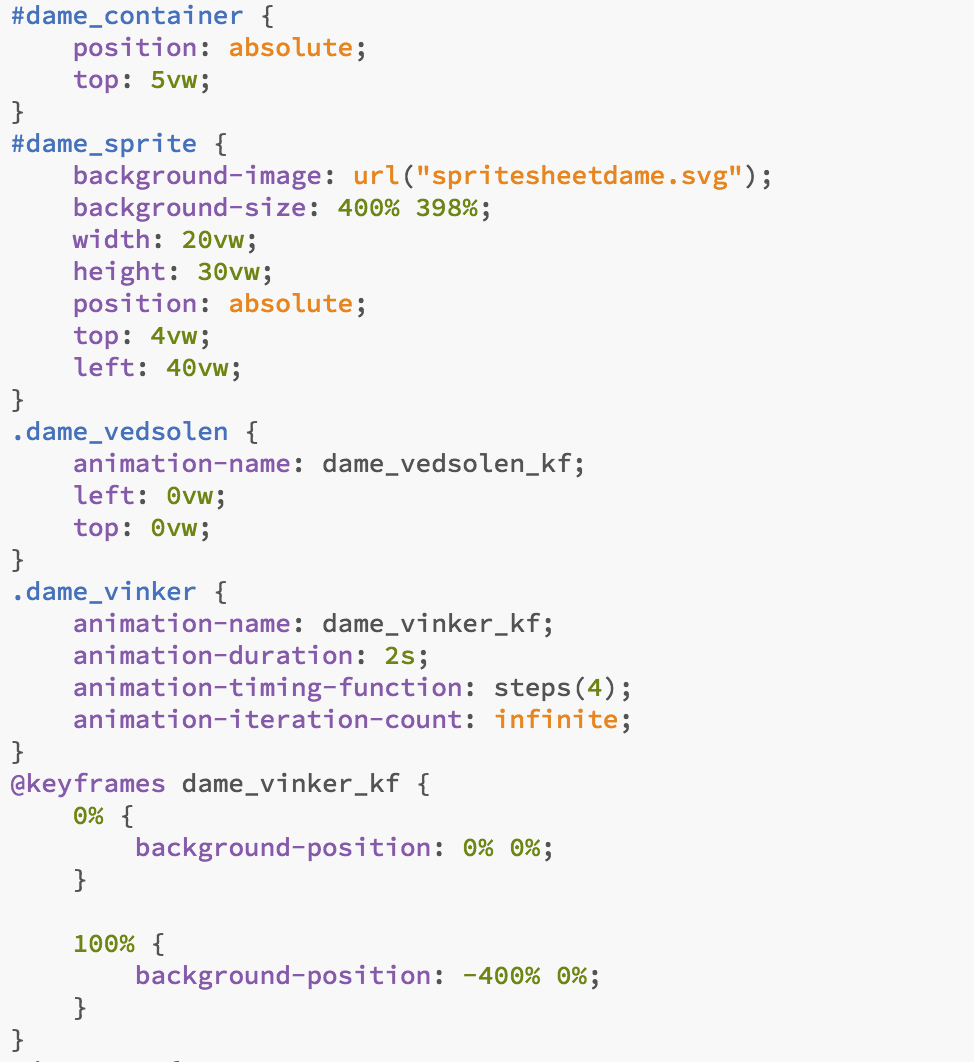 #dame_container {
    position: absolute;
    top: 5vw;
}
#dame_sprite {
    background-image: url("spritesheetdame.svg");
    background-size: 400% 398%;
    width: 20vw;
    height: 30vw;
    position: absolute;
    top: 4vw;
    left: 40vw;
}
.dame_vedsolen {
    animation-name: dame_vedsolen_kf;
    left: 0vw;
    top: 0vw;
}
.dame_vinker {
    animation-name: dame_vinker_kf;
    animation-duration: 2s;
    animation-timing-function: steps(4);
    animation-iteration-count: infinite;
}
@keyframes dame_vinker_kf {
    0% {
        background-position: 0% 0%;
    }

    100% {
        background-position: -400% 0%;
    }
}